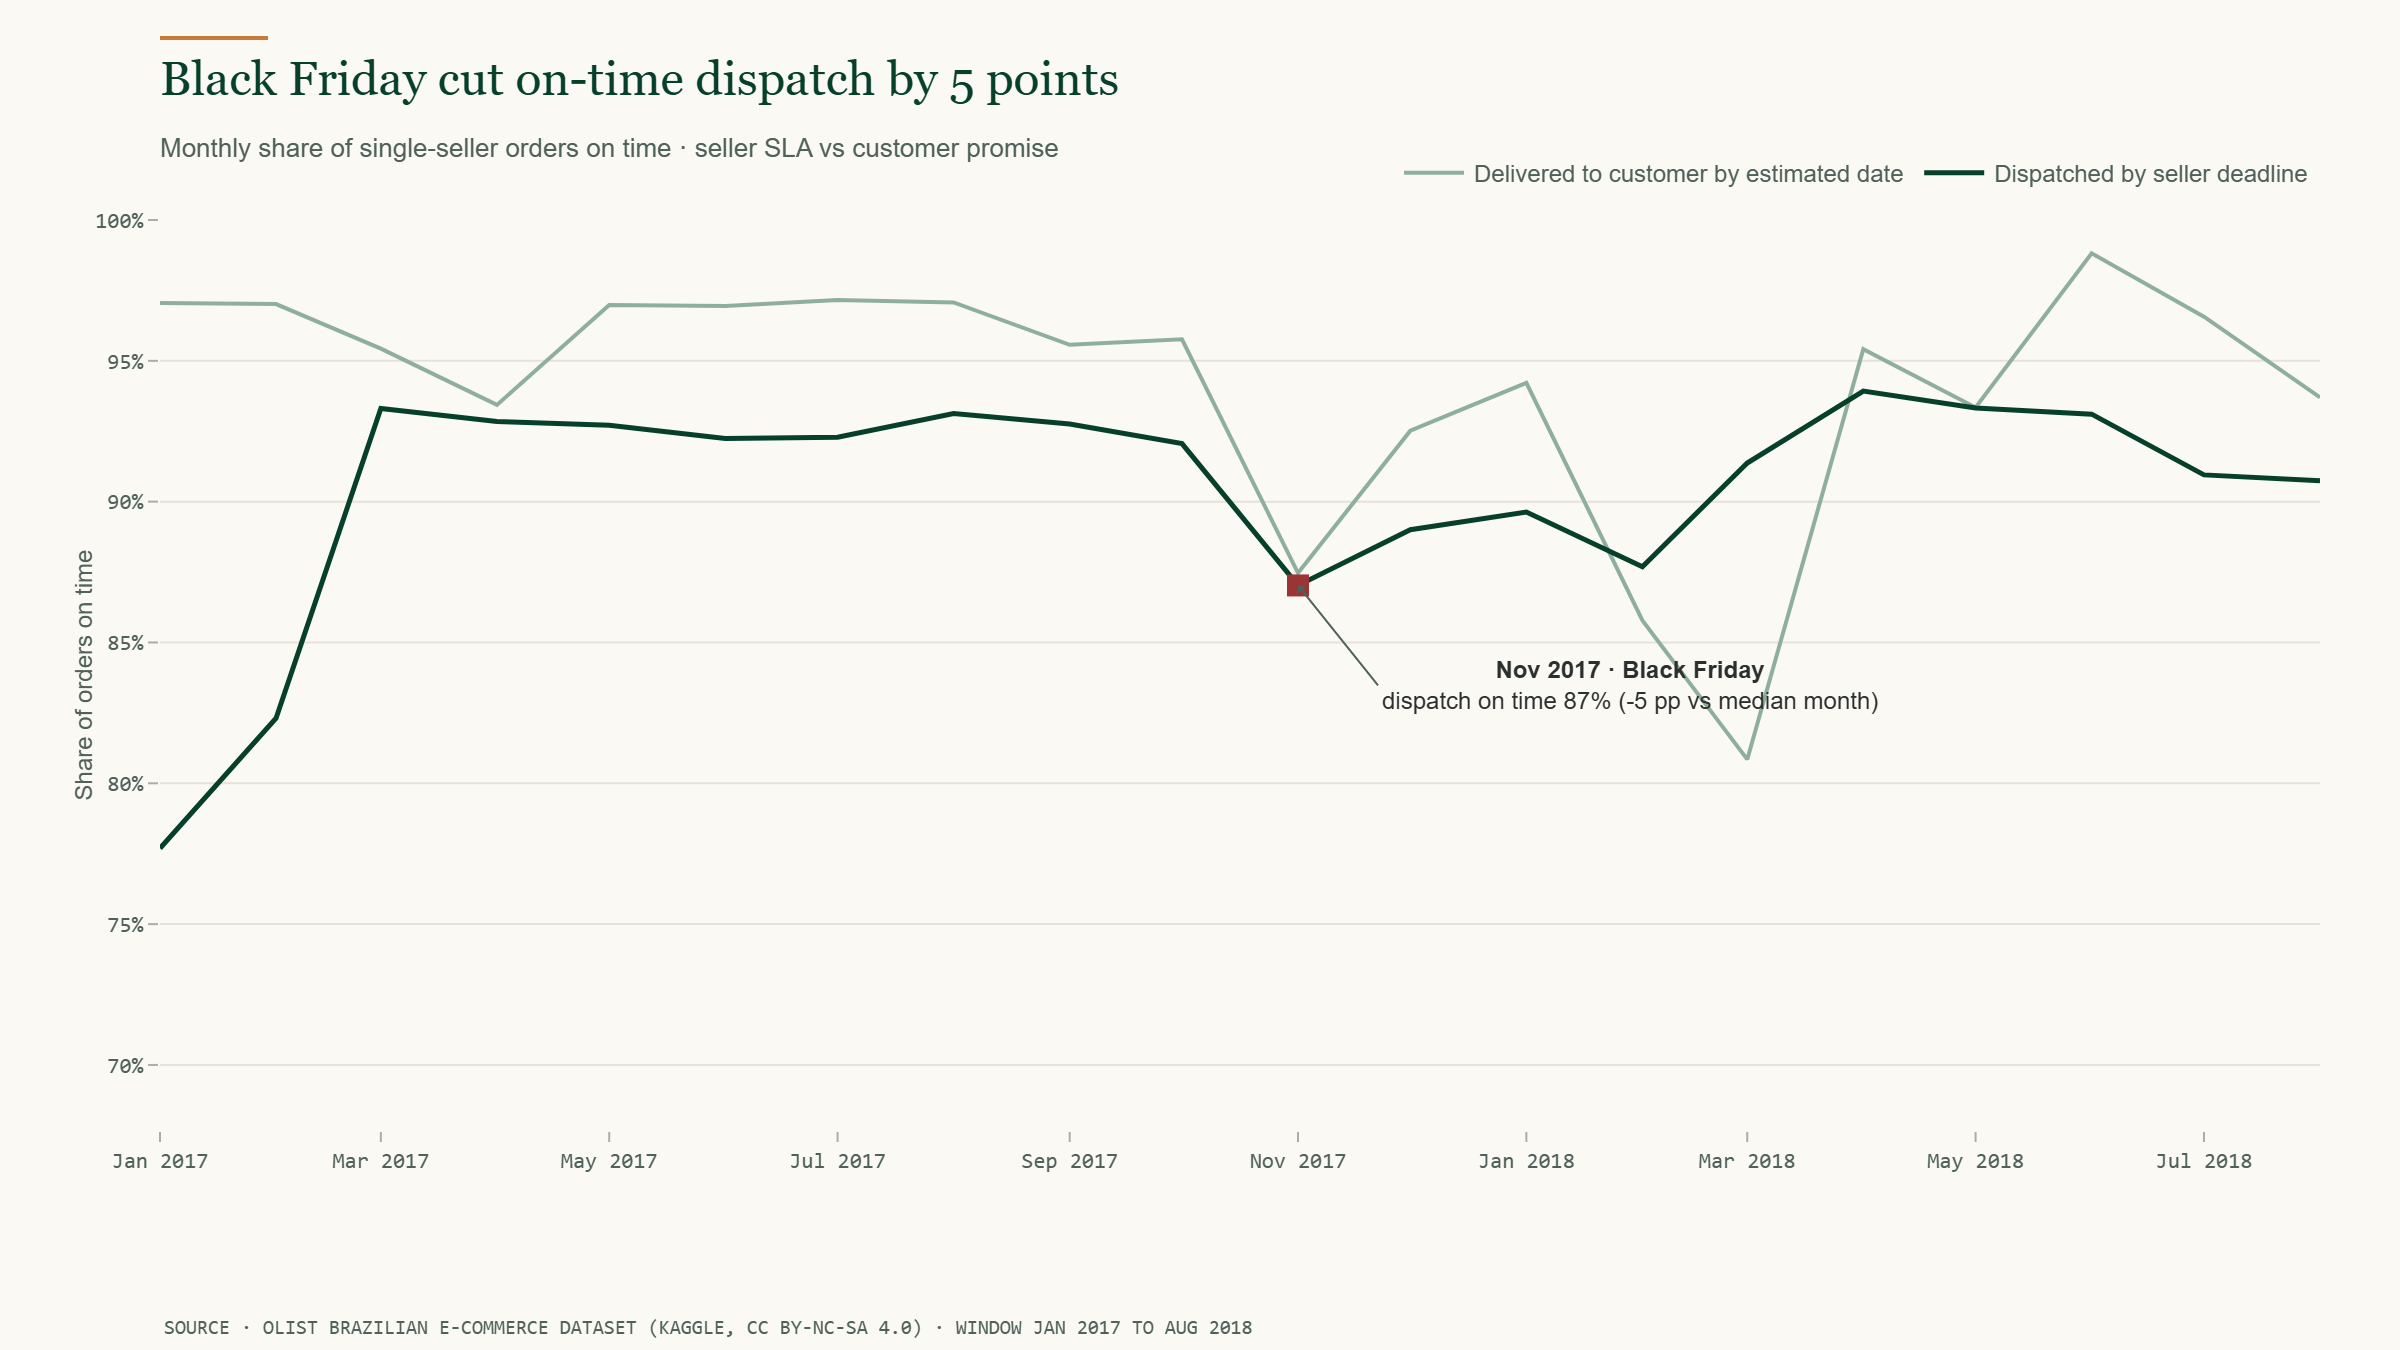 Black Friday cut on-time dispatch by 5 points
Monthly share of single-seller orders on time · seller SLA vs customer promise
Delivered to customer by estimated date
Dispatched by seller deadline
Share of orders on time
100%
95%
90%
85%
80%
75%
70%
Nov 2017 · Black Friday
dispatch on time 87% (-5 pp vs median month)
Jan 2017
Mar 2017
May 2017
Jul 2017
Sep 2017
Nov 2017
Jan 2018
Mar 2018
May 2018
Jul 2018
SOURCE · OLIST BRAZILIAN E-COMMERCE DATASET (KAGGLE, CC BY-NC-SA 4.0) · WINDOW JAN 2017 TO AUG 2018